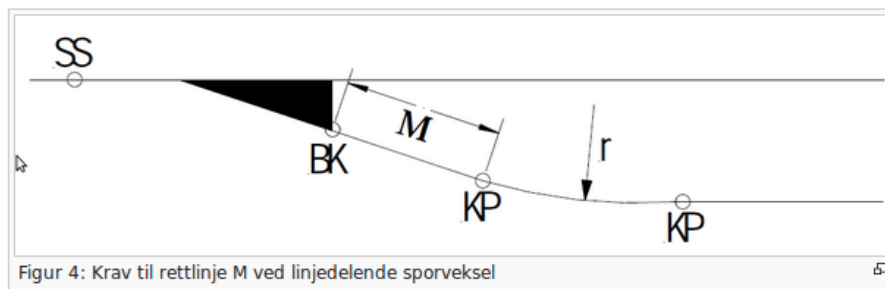 SS
M
r
BK
KP
KP
Figur 4: Krav til rettlinje M ved linjedelende sporveksel